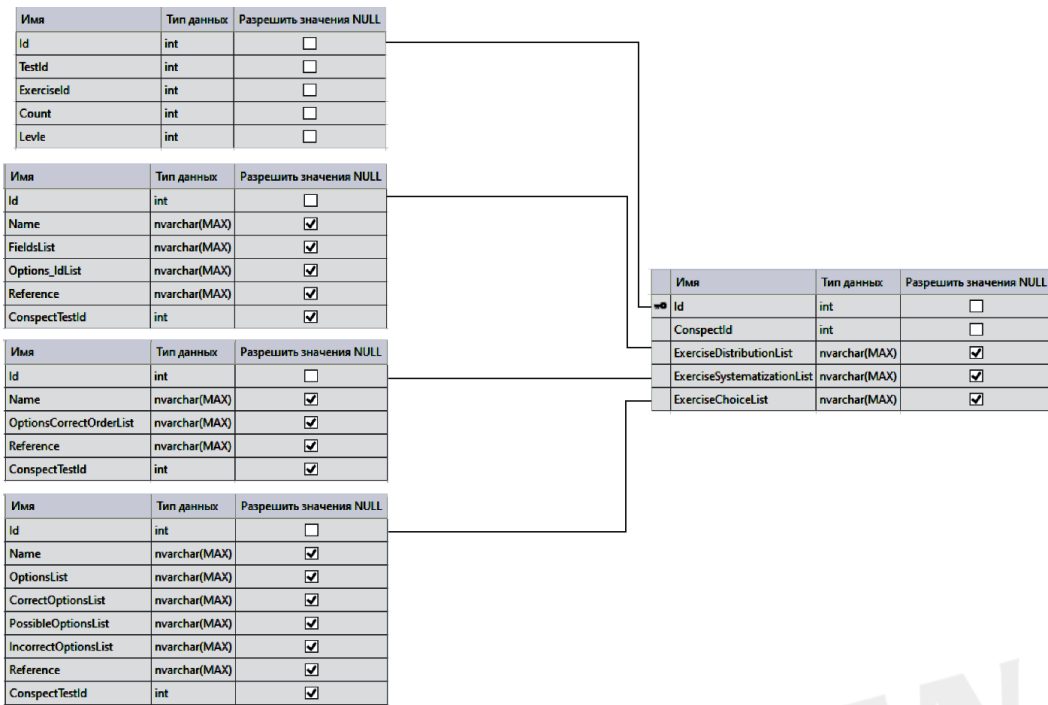 Имя Тип данных Разрешить значения NULL
Id int
TestId int
ExerciseId int
Count int
Levle int
Имя Тип данных Разрешить значения NULL
Id int
Name nvarchar(MAX)
FieldsList nvarchar(MAX)
Options_IdList nvarchar(MAX)
Reference nvarchar(MAX)
ConspectTestId int
Имя Тип данных Разрешить значения NULL
Id int
Name nvarchar(MAX)
OptionsCorrectOrderList nvarchar(MAX)
Reference nvarchar(MAX)
ConspectTestId int
Имя Тип данных Разрешить значения NULL
Id int
Name nvarchar(MAX)
OptionsList nvarchar(MAX)
CorrectOptionsList nvarchar(MAX)
PossibleOptionsList nvarchar(MAX)
IncorrectOptionsList nvarchar(MAX)
Reference nvarchar(MAX)
ConspectTestId int
Имя Тип данных Разрешить значения NULL
Id int
ConspectId int
ExerciseDistributionList nvarchar(MAX)
ExerciseSystematizationList nvarchar(MAX)
ExerciseChoiceList nvarchar(MAX)